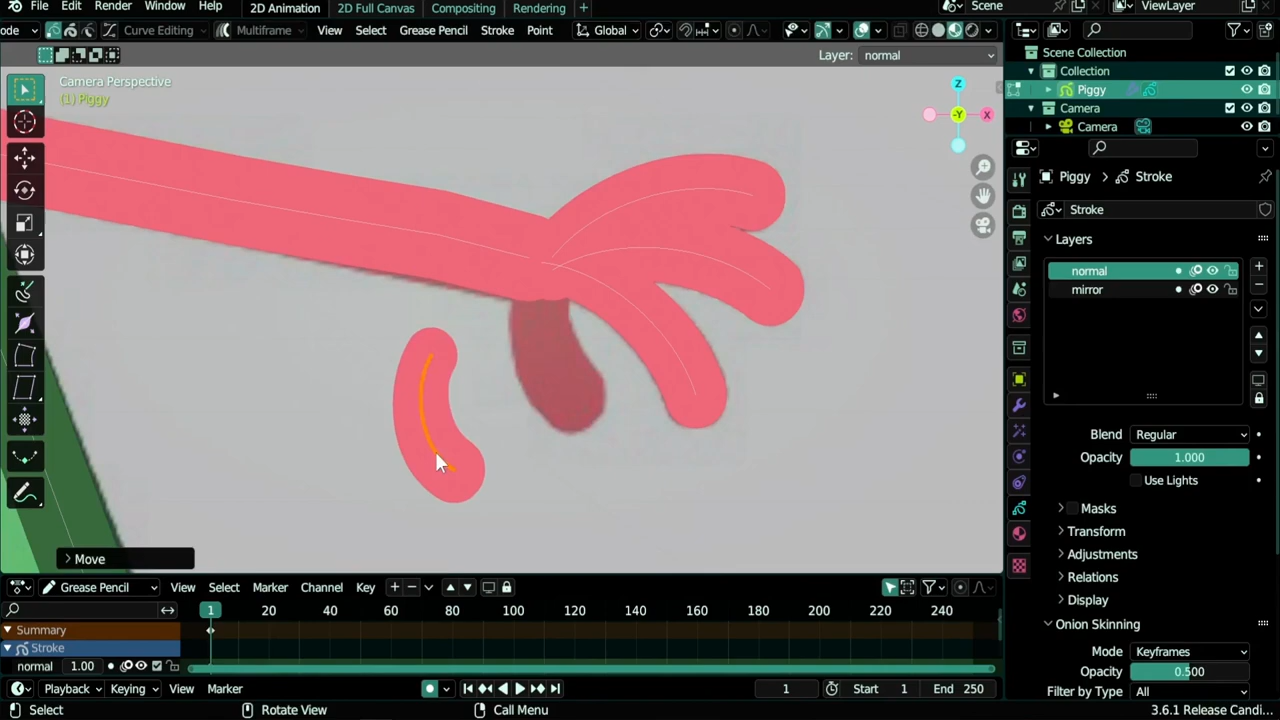 File Edit Render Window Help 2D Animation 2D Full Canvas Compositing Rendering + Scene ViewLayer
ode Curve Editing Multiframe View Select Grease Pencil Stroke Point Global
Layer: normal
Camera Perspective
(1) Piggy
Z
-Y
X
Scene Collection
Collection
Piggy
Camera
Camera
Piggy > Stroke
Stroke
Layers
normal
mirror
Blend Regular
Opacity 1.000
Use Lights
Masks
Transform
Adjustments
Relations
Display
Onion Skinning
Mode Keyframes
Opacity 0.500
Filter by Type All
> Move
Grease Pencil View Select Marker Channel Key
1 20 40 60 80 100 120 140 160 180 200 220 240
Summary
Stroke
normal 1.00
Playback Keying View Marker 1 Start 1 End 250
Select Rotate View Call Menu 3.6.1 Release Candi...